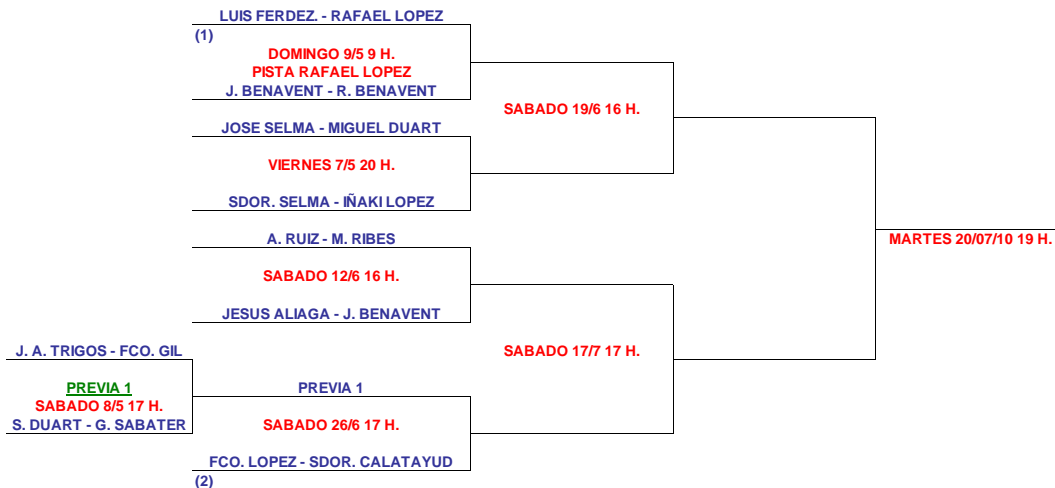 LUIS FERDEZ. - RAFAEL LOPEZ
(1)
DOMINGO 9/5 9 H.
PISTA RAFAEL LOPEZ
J. BENAVENT - R. BENAVENT
SABADO 19/6 16 H.
JOSE SELMA - MIGUEL DUART
VIERNES 7/5 20 H.
SDOR. SELMA - IÑAKI LOPEZ
A. RUIZ - M. RIBES
MARTES 20/07/10 19 H.
SABADO 12/6 16 H.
JESUS ALIAGA - J. BENAVENT
J. A. TRIGOS - FCO. GIL
SABADO 17/7 17 H.
PREVIA 1
PREVIA 1
SABADO 8/5 17 H.
S. DUART - G. SABATER
SABADO 26/6 17 H.
FCO. LOPEZ - SDOR. CALATAYUD
(2)